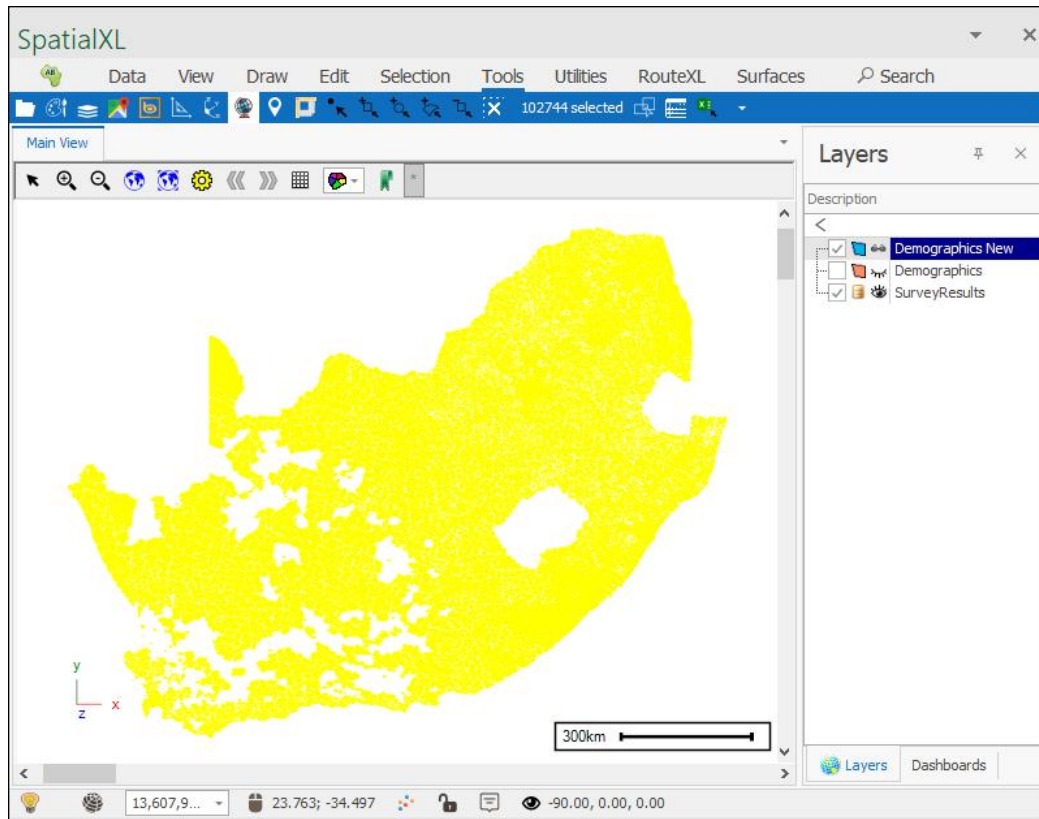 SpatialXL
Data View Draw Edit Selection Tools Utilities RouteXL Surfaces Search
102744 selected
Main View
Layers
Description
Demographics New
Demographics
SurveyResults
y
x
z
300km
Layers Dashboards
13,607,9... 23.763; -34.497 -90.00, 0.00, 0.00